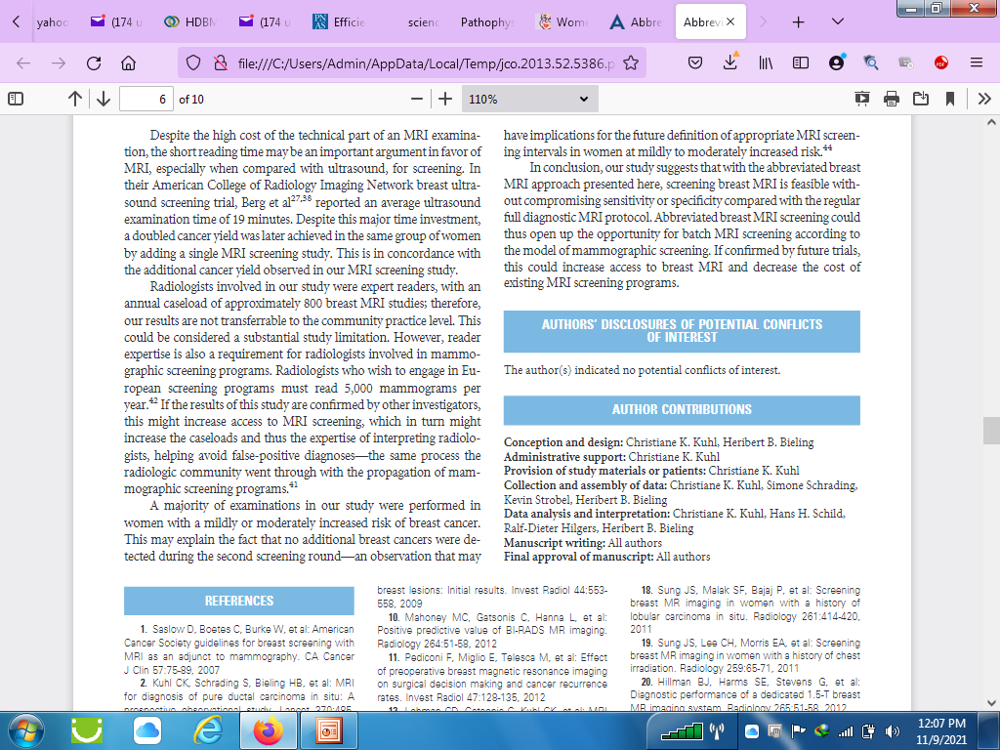 yahoo
(174 u
HDBM
(174 u
Efficie
scienc
Pathophy
Wom
Abbre
Abbrevi
file:///C:/Users/Admin/AppData/Local/Temp/jco.2013.52.5386.p
6 of 10
110%
Despite the high cost of the technical part of an MRI examina-
tion, the short reading time may be an important argument in favor of
MRI, especially when compared with ultrasound, for screening. In
their American College of Radiology Imaging Network breast ultra-
sound screening trial, Berg et al27,38 reported an average ultrasound
examination time of 19 minutes. Despite this major time investment,
a doubled cancer yield was later achieved in the same group of women
by adding a single MRI screening study. This is in concordance with
the additional cancer yield observed in our MRI screening study.
Radiologists involved in our study were expert readers, with an
annual caseload of approximately 800 breast MRI studies; therefore,
our results are not transferrable to the community practice level. This
could be considered a substantial study limitation. However, reader
expertise is also a requirement for radiologists involved in mammo-
graphic screening programs. Radiologists who wish to engage in Eu-
ropean screening programs must read 5,000 mammograms per
year.42 If the results of this study are confirmed by other investigators,
this might increase access to MRI screening, which in turn might
increase the caseloads and thus the expertise of interpreting radiolo-
gists, helping avoid false-positive diagnoses—the same process the
radiologic community went through with the propagation of mam-
mographic screening programs.41
A majority of examinations in our study were performed in
women with a mildly or moderately increased risk of breast cancer.
This may explain the fact that no additional breast cancers were de-
tected during the second screening round—an observation that may
have implications for the future definition of appropriate MRI screen-
ing intervals in women at mildly to moderately increased risk.44
In conclusion, our study suggests that with the abbreviated breast
MRI approach presented here, screening breast MRI is feasible with-
out compromising sensitivity or specificity compared with the regular
full diagnostic MRI protocol. Abbreviated breast MRI screening could
thus open up the opportunity for batch MRI screening according to
the model of mammographic screening. If confirmed by future trials,
this could increase access to breast MRI and decrease the cost of
existing MRI screening programs.
AUTHORS' DISCLOSURES OF POTENTIAL CONFLICTS
OF INTEREST
The author(s) indicated no potential conflicts of interest.
AUTHOR CONTRIBUTIONS
Conception and design: Christiane K. Kuhl, Heribert B. Bieling
Administrative support: Christiane K. Kuhl
Provision of study materials or patients: Christiane K. Kuhl
Collection and assembly of data: Christiane K. Kuhl, Simone Schrading,
Kevin Strobel, Heribert B. Bieling
Data analysis and interpretation: Christiane K. Kuhl, Hans H. Schild,
Ralf-Dieter Hilgers, Heribert B. Bieling
Manuscript writing: All authors
Final approval of manuscript: All authors
REFERENCES
1. Saslow D, Boetes C, Burke W, et al: American
Cancer Society guidelines for breast screening with
MRI as an adjunct to mammography. CA Cancer
J Clin 57:75-89, 2007
2. Kuhl CK, Schrading S, Bieling HB, et al: MRI
for diagnosis of pure ductal carcinoma in situ: A
prospective observational study. Lancet 370:485-
breast lesions: Initial results. Invest Radiol 44:553-
558, 2009
10. Mahoney MC, Gatsonis C, Hanna L, et al:
Positive predictive value of BI-RADS MR imaging.
Radiology 264:51-58, 2012
11. Pediconi F, Miglio E, Telesca M, et al: Effect
of preoperative breast magnetic resonance imaging
on surgical decision making and cancer recurrence
rates. Invest Radiol 47:128-135, 2012
12. Lehman CD, Gatsonis C, Kuhl CK, et al: MRI
18. Sung JS, Malak SF, Bajaj P, et al: Screening
breast MR imaging in women with a history of
lobular carcinoma in situ. Radiology 261:414-420,
2011
19. Sung JS, Lee CH, Morris EA, et al: Screening
breast MR imaging in women with a history of chest
irradiation. Radiology 259:65-71, 2011
20. Hillman BJ, Harms SE, Stevens G, et al:
Diagnostic performance of a dedicated 1.5-T breast
MR imaging system. Radiology 265:51-58, 2012
12:07 PM
11/9/2021